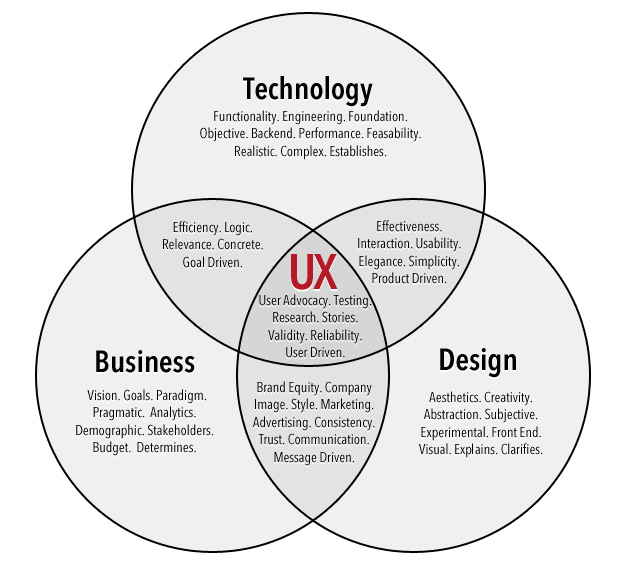 Technology
Functionality. Engineering. Foundation.
Objective. Backend. Performance. Feasability.
Realistic. Complex. Establishes.
Efficiency. Logic.
Relevance. Concrete.
Goal Driven.
Effectiveness.
Interaction. Usability.
Elegance. Simplicity.
Product Driven.
UX
User Advocacy. Testing.
Research. Stories.
Validity. Reliability.
User Driven.
Business
Vision. Goals. Paradigm.
Pragmatic. Analytics.
Demographic. Stakeholders.
Budget. Determines.
Brand Equity. Company
Image. Style. Marketing.
Advertising. Consistency.
Trust. Communication.
Message Driven.
Design
Aesthetics. Creativity.
Abstraction. Subjective.
Experimental. Front End.
Visual. Explains. Clarifies.